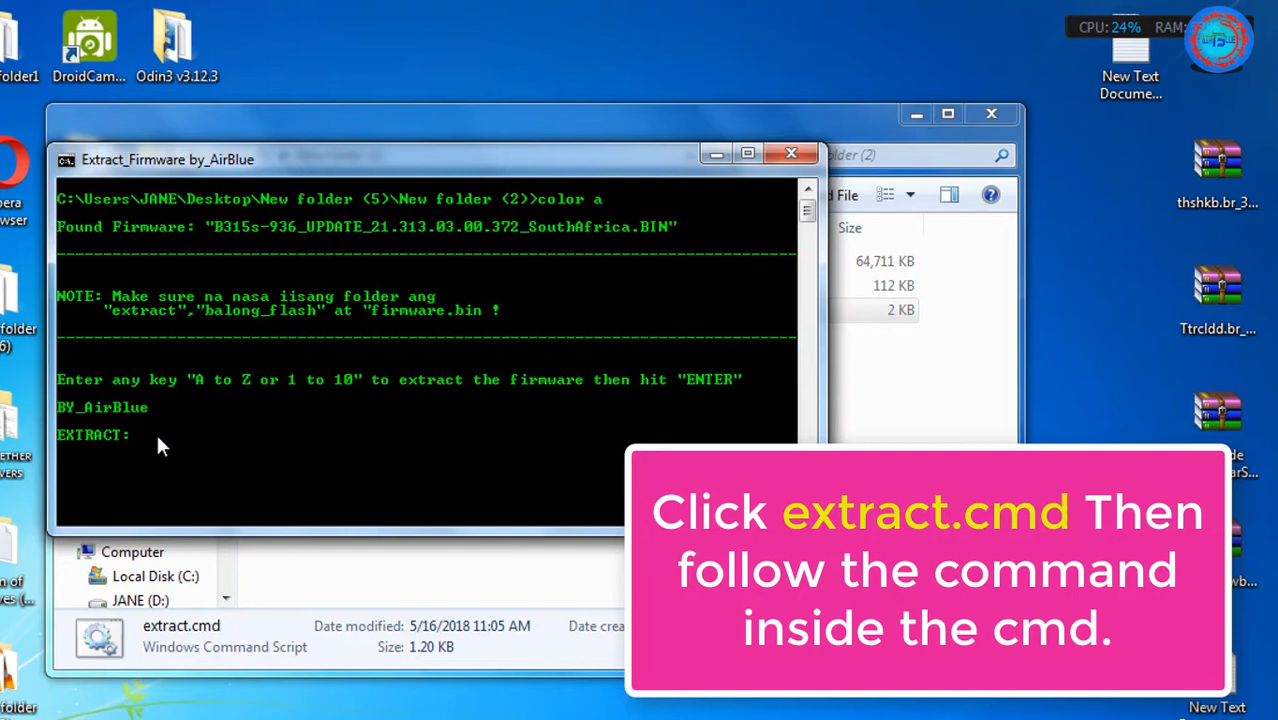 CPU: 24% RAM:
folder1
DroidCam...
Odin3 v3.12.3
New Text
Docume...
Extract_Firmware by_AirBlue
older (2)
C:\Users\JANE\Desktop\New folder (5)\New folder (2)>color a
d File
Found Firmware: "B315s-936_UPDATE_21.313.03.00.372_SouthAfrica.BIN"
Size
64,711 KB
112 KB
2 KB
NOTE: Make sure na nasa iisang folder ang
"extract","balong_flash" at "firmware.bin !
Enter any key "A to Z or 1 to 10" to extract the firmware then hit "ENTER"
BY_AirBlue
EXTRACT:
thshkb.br_3...
Ttrcldd.br_...
Click extract.cmd Then
follow the command
inside the cmd.
Computer
Local Disk (C:)
JANE (D:)
extract.cmd
Date modified: 5/16/2018 11:05 AM
Date crea
Windows Command Script
Size: 1.20 KB
New Text